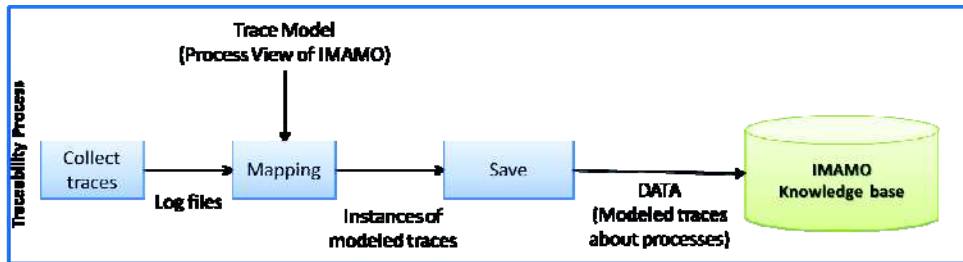 Trace Model
(Process View of IMAMO)
Traceability Process
Collect
traces
Log files
Mapping
Instances of
modeled traces
Save
DATA
(Modeled traces
about processes)
IMAMO
Knowledge base